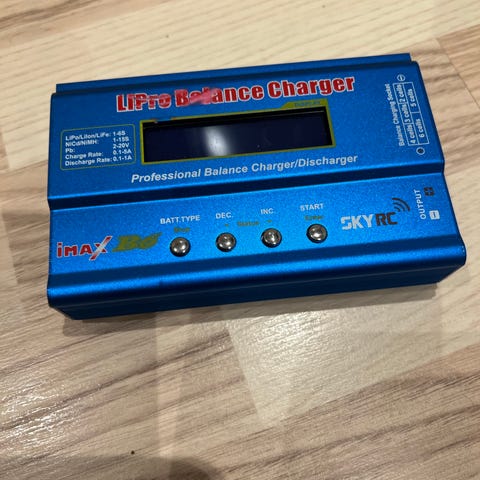 LiPro Balance Charger
DISPLAY
LiPo/LiIon/LiFe: 1-6S
NiCd/NiMH: 1-15S
Pb: 2-20V
Charge Rate: 0.1-5A
Discharge Rate: 0.1-1A
Professional Balance Charger/Discharger
Balance Charging Socket
2 cells
3 cells
4 cells
5 cells
6 cells
BATT.TYPE
Stop
DEC.
INC.
Status
START
Enter
iMAX B6
SKYRC
OUTPUT